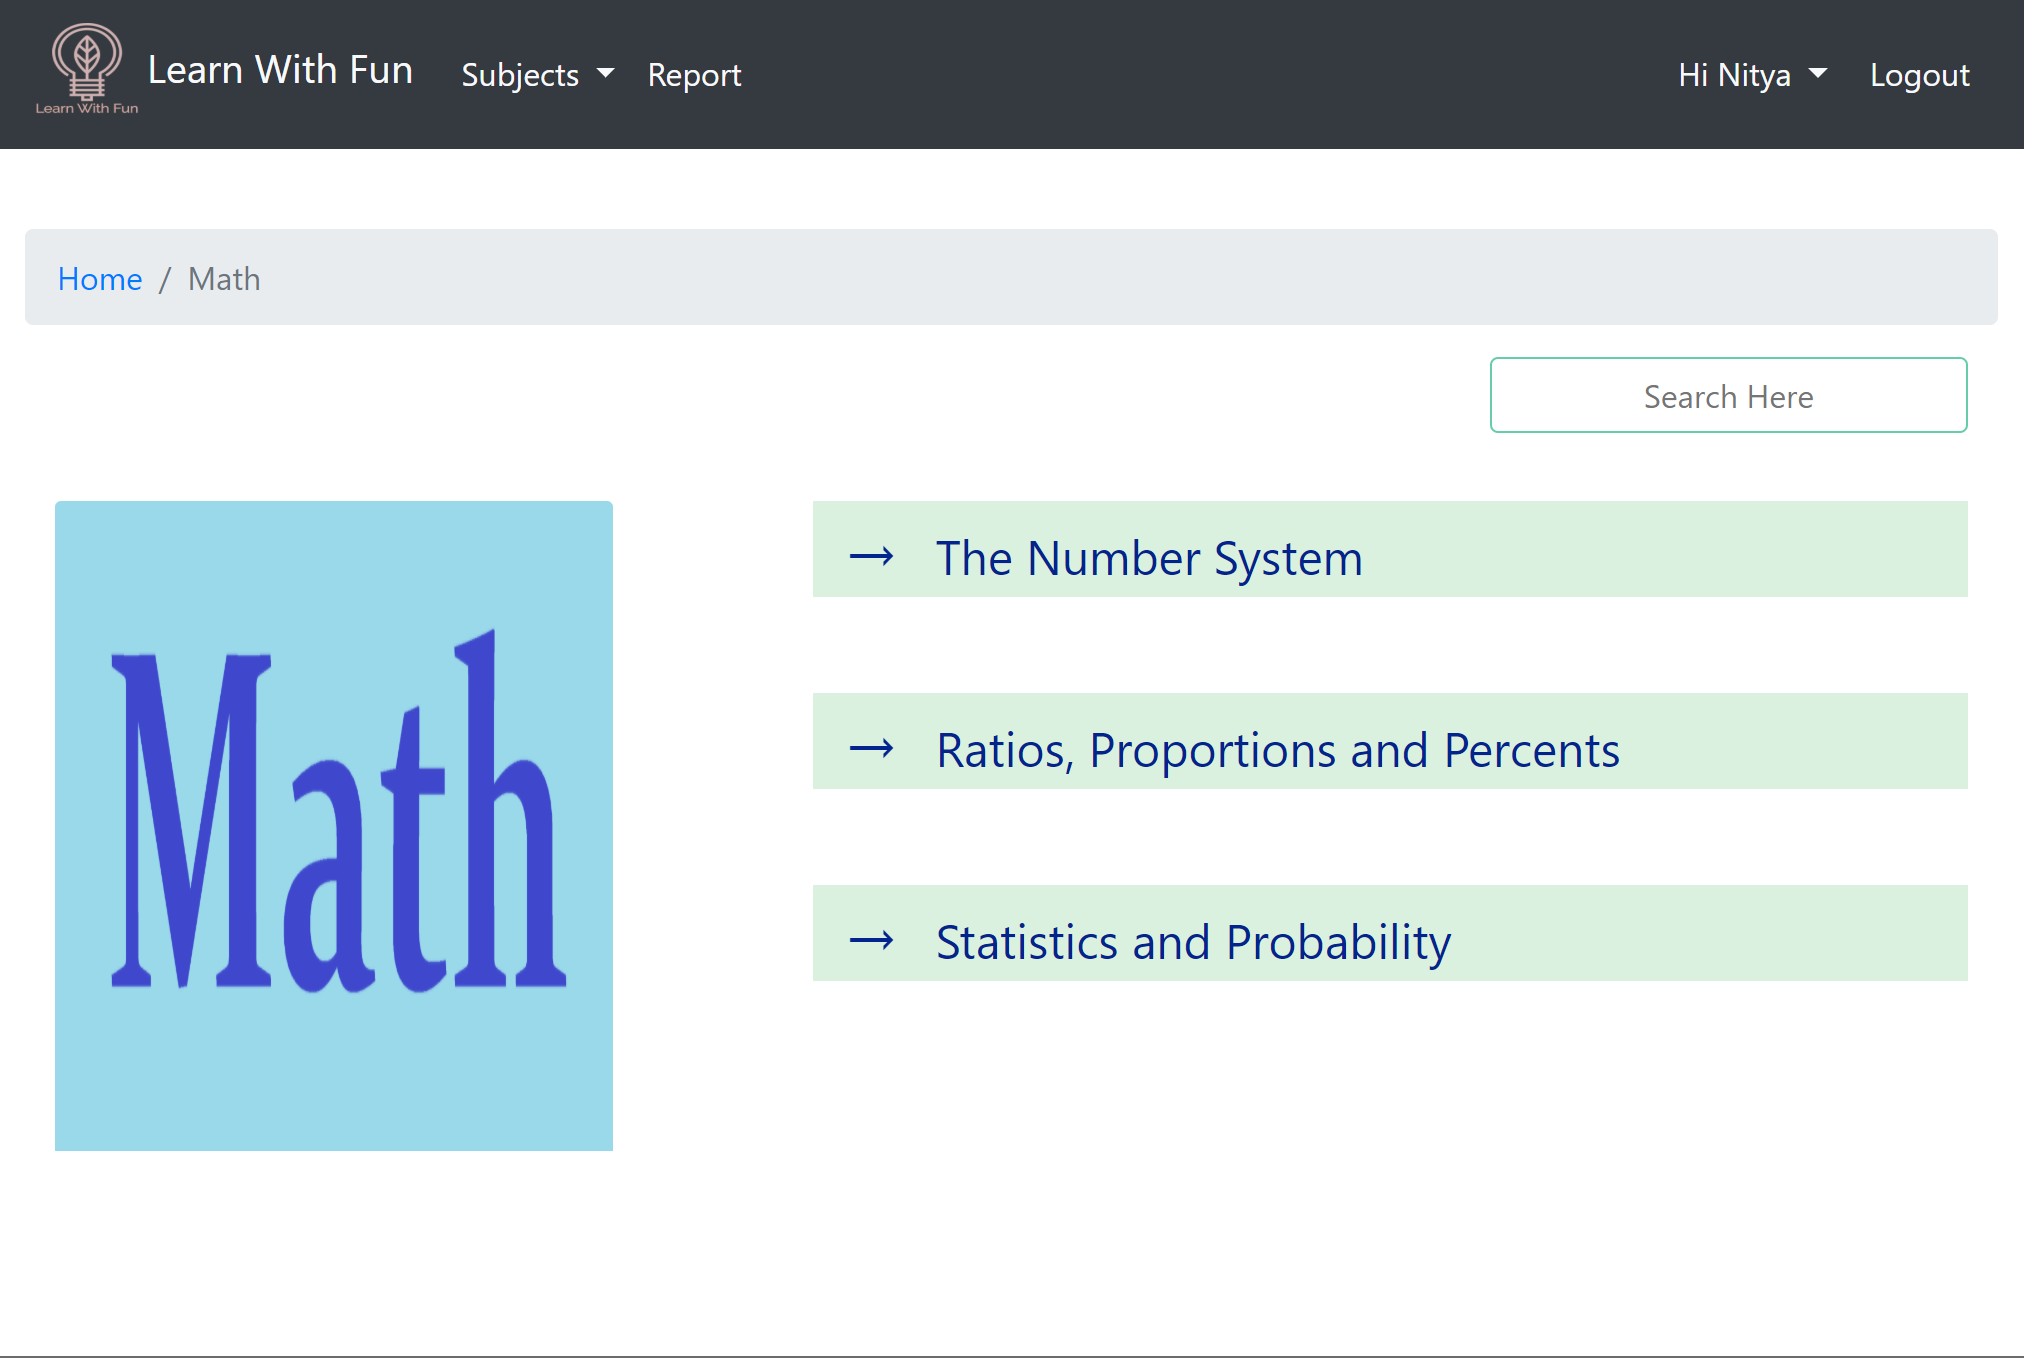 Learn With Fun
Learn With Fun
Subjects
Report
Hi Nitya
Logout
Home / Math
Search Here
Math
→ The Number System
→ Ratios, Proportions and Percents
→ Statistics and Probability